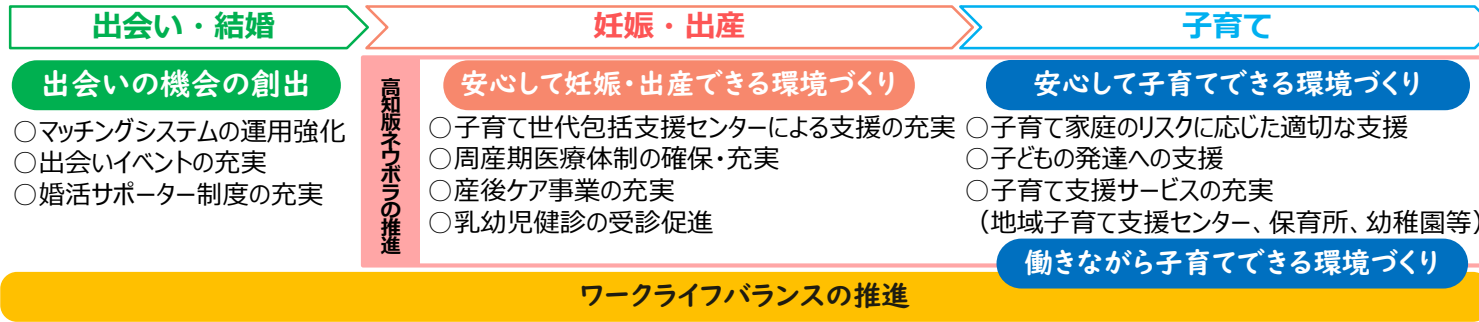 出会い・結婚
妊娠・出産
子育て
出会いの機会の創出
○マッチングシステムの運用強化
○出会いイベントの充実
○婚活サポーター制度の充実
高知版ネウボラの推進
安心して妊娠・出産できる環境づくり
○子育て世代包括支援センターによる支援の充実
○周産期医療体制の確保・充実
○産後ケア事業の充実
○乳幼児健診の受診促進
安心して子育てできる環境づくり
○子育て家庭のリスクに応じた適切な支援
○子どもの発達への支援
○子育て支援サービスの充実
（地域子育て支援センター、保育所、幼稚園等）
働きながら子育てできる環境づくり
ワークライフバランスの推進